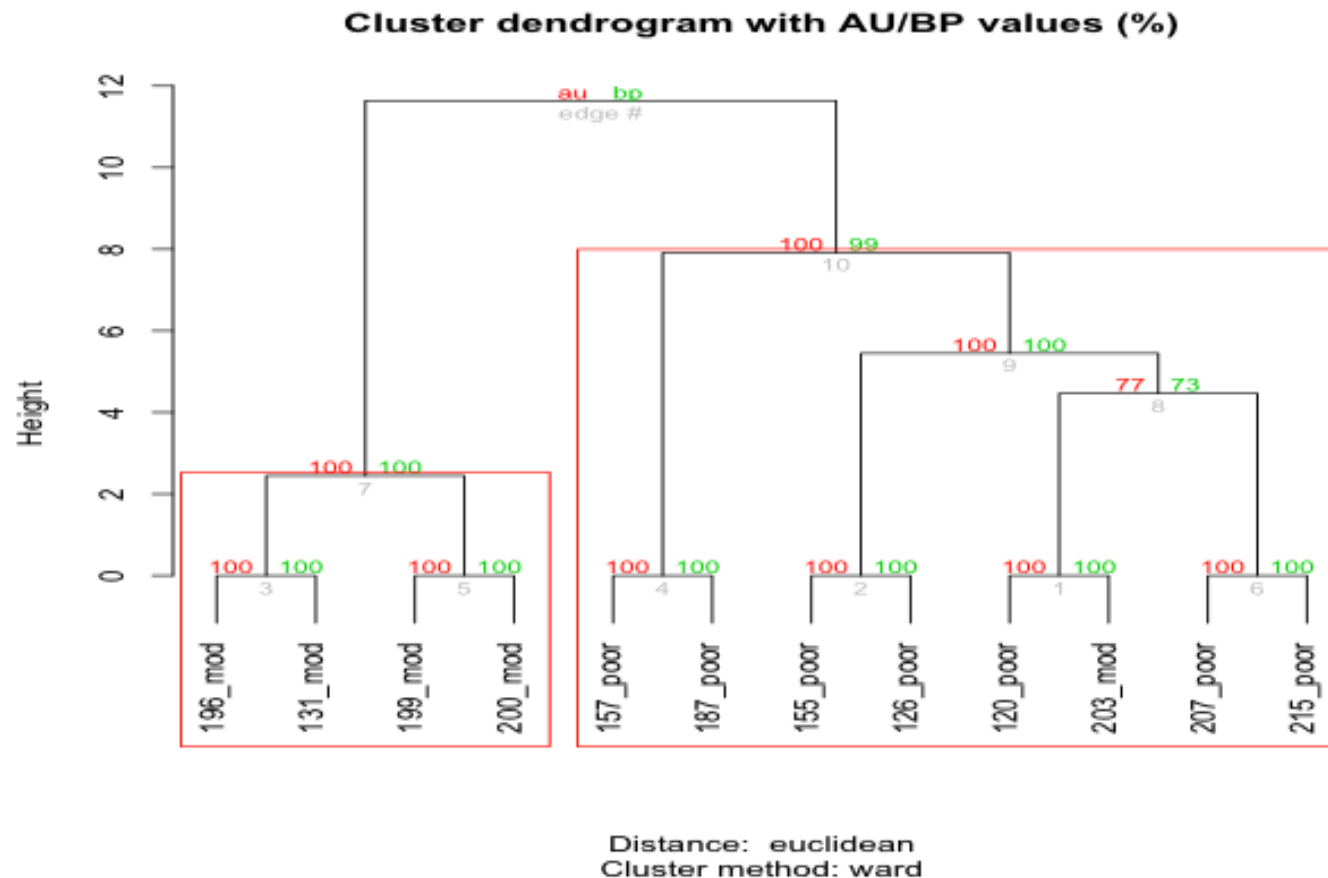 Cluster dendrogram with AU/BP values (%)
12
au bp
edge #
10
8
100 99
10
6
100 100
9
77 73
8
Height
4
100 100
7
2
0
100 100
3
100 100
5
100 100
4
100 100
2
100 100
1
100 100
6
196_mod
131_mod
199_mod
200_mod
157_poor
187_poor
155_poor
126_poor
120_poor
203_mod
207_poor
215_poor
Distance: euclidean
Cluster method: ward